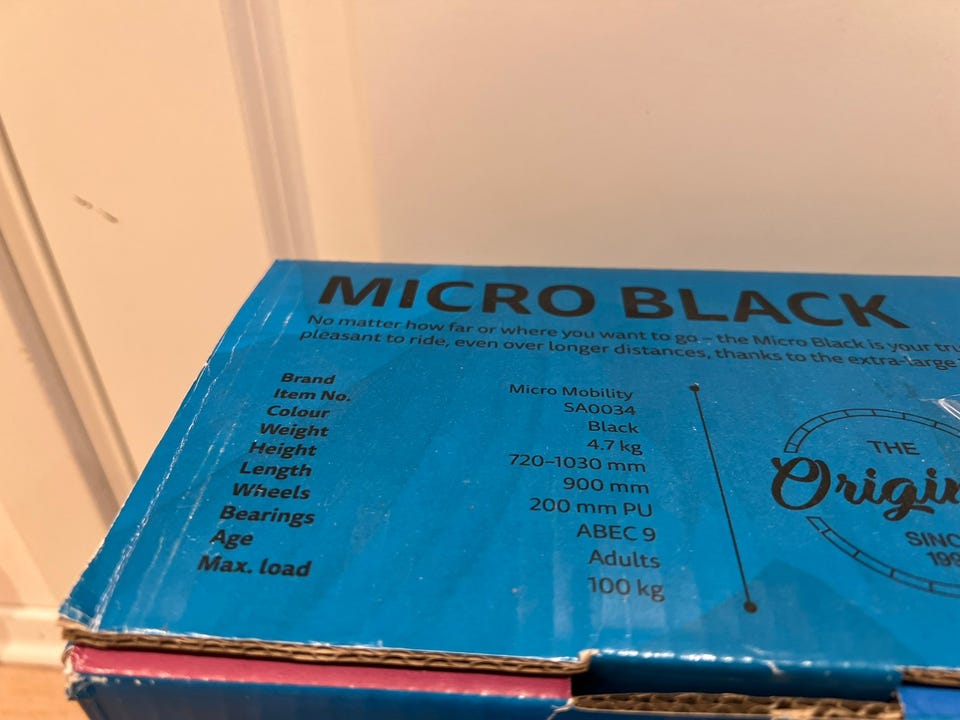 MICRO BLACK
No matter how far or where you want to go – the Micro Black is your
pleasant to ride, even over longer distances, thanks to the extra-large
Brand Micro Mobility
Item No. SA0034
Colour Black
Weight 4.7 kg
Height 720–1030 mm
Length 900 mm
Wheels 200 mm PU
Bearings ABEC 9
Age Adults
Max. load 100 kg
THE